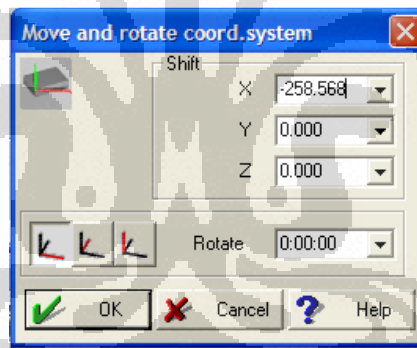 Move and rotate coord.system
Shift
X -258.568
Y 0.000
Z 0.000
Rotate 0:00:00
OK Cancel ? Help